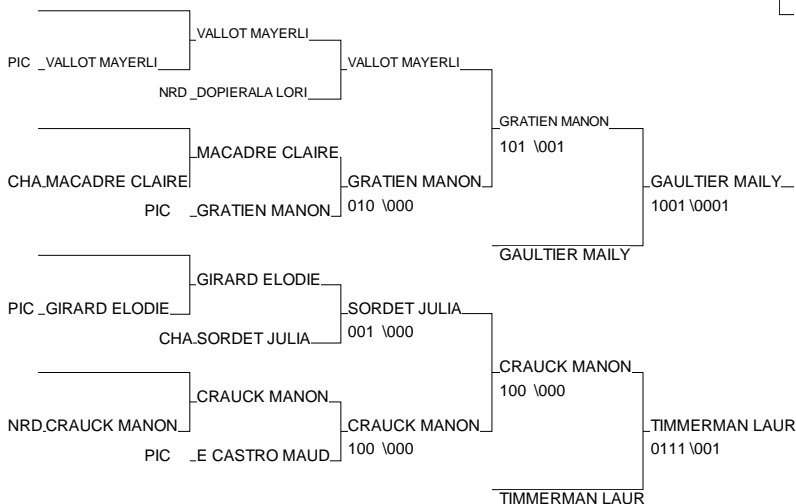 VALLOT MAYERLI
PIC VALLOT MAYERLI
VALLOT MAYERLI
NRD DOPIERALA LORI
GRATIEN MANON
101 \001
MACADRE CLAIRE
CHA MACADRE CLAIRE
GRATIEN MANON
010 \000
PIC GRATIEN MANON
GAULTIER MAILY
1001 \0001
GAULTIER MAILY
GIRARD ELODIE
PIC GIRARD ELODIE
SORDET JULIA
001 \000
CHA SORDET JULIA
CRAUCK MANON
100 \000
CRAUCK MANON
NRD CRAUCK MANON
CRAUCK MANON
100 \000
PIC E CASTRO MAUD
TIMMERMAN LAUR
0111 \001
TIMMERMAN LAUR